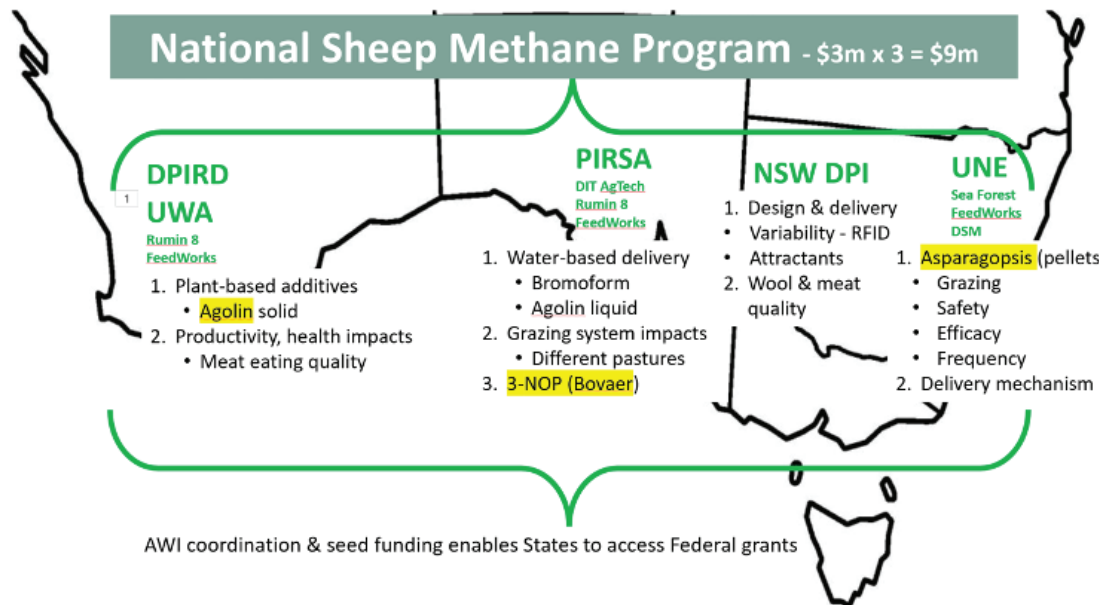 National Sheep Methane Program - $3m x 3 = $9m
1
DPIRD
UWA
Rumin 8
FeedWorks
1. Plant-based additives
• Agolin solid
2. Productivity, health impacts
• Meat eating quality
PIRSA
DIT AgTech
Rumin 8
FeedWorks
1. Water-based delivery
• Bromoform
• Agolin liquid
2. Grazing system impacts
• Different pastures
3. 3-NOP (Bovaer)
NSW DPI
1. Design & delivery
• Variability - RFID
• Attractants
2. Wool & meat
quality
UNE
Sea Forest
FeedWorks
DSM
1. Asparagopsis (pellets
• Grazing
• Safety
• Efficacy
• Frequency
2. Delivery mechanism
AWI coordination & seed funding enables States to access Federal grants